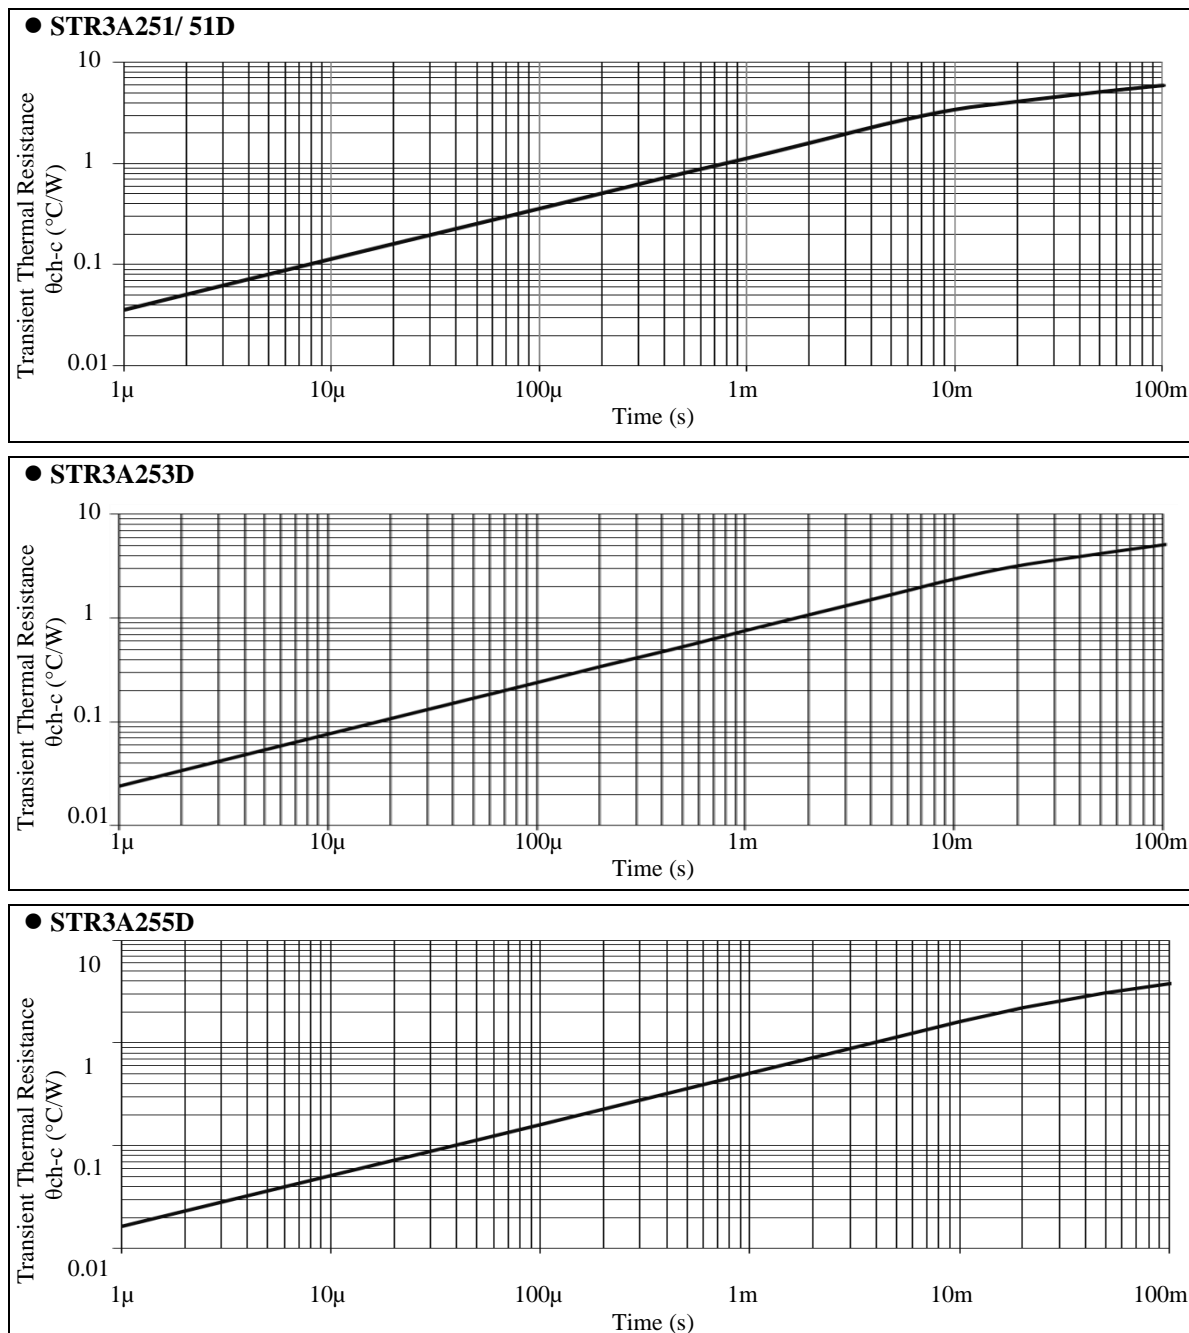 ● STR3A251/ 51D
Transient Thermal Resistance
θch-c (°C/W)
10
1
0.1
0.01
1µ 10µ 100µ 1m 10m 100m
Time (s)
● STR3A253D
Transient Thermal Resistance
θch-c (°C/W)
10
1
0.1
0.01
1µ 10µ 100µ 1m 10m 100m
Time (s)
● STR3A255D
Transient Thermal Resistance
θch-c (°C/W)
10
1
0.1
0.01
1µ 10µ 100µ 1m 10m 100m
Time (s)